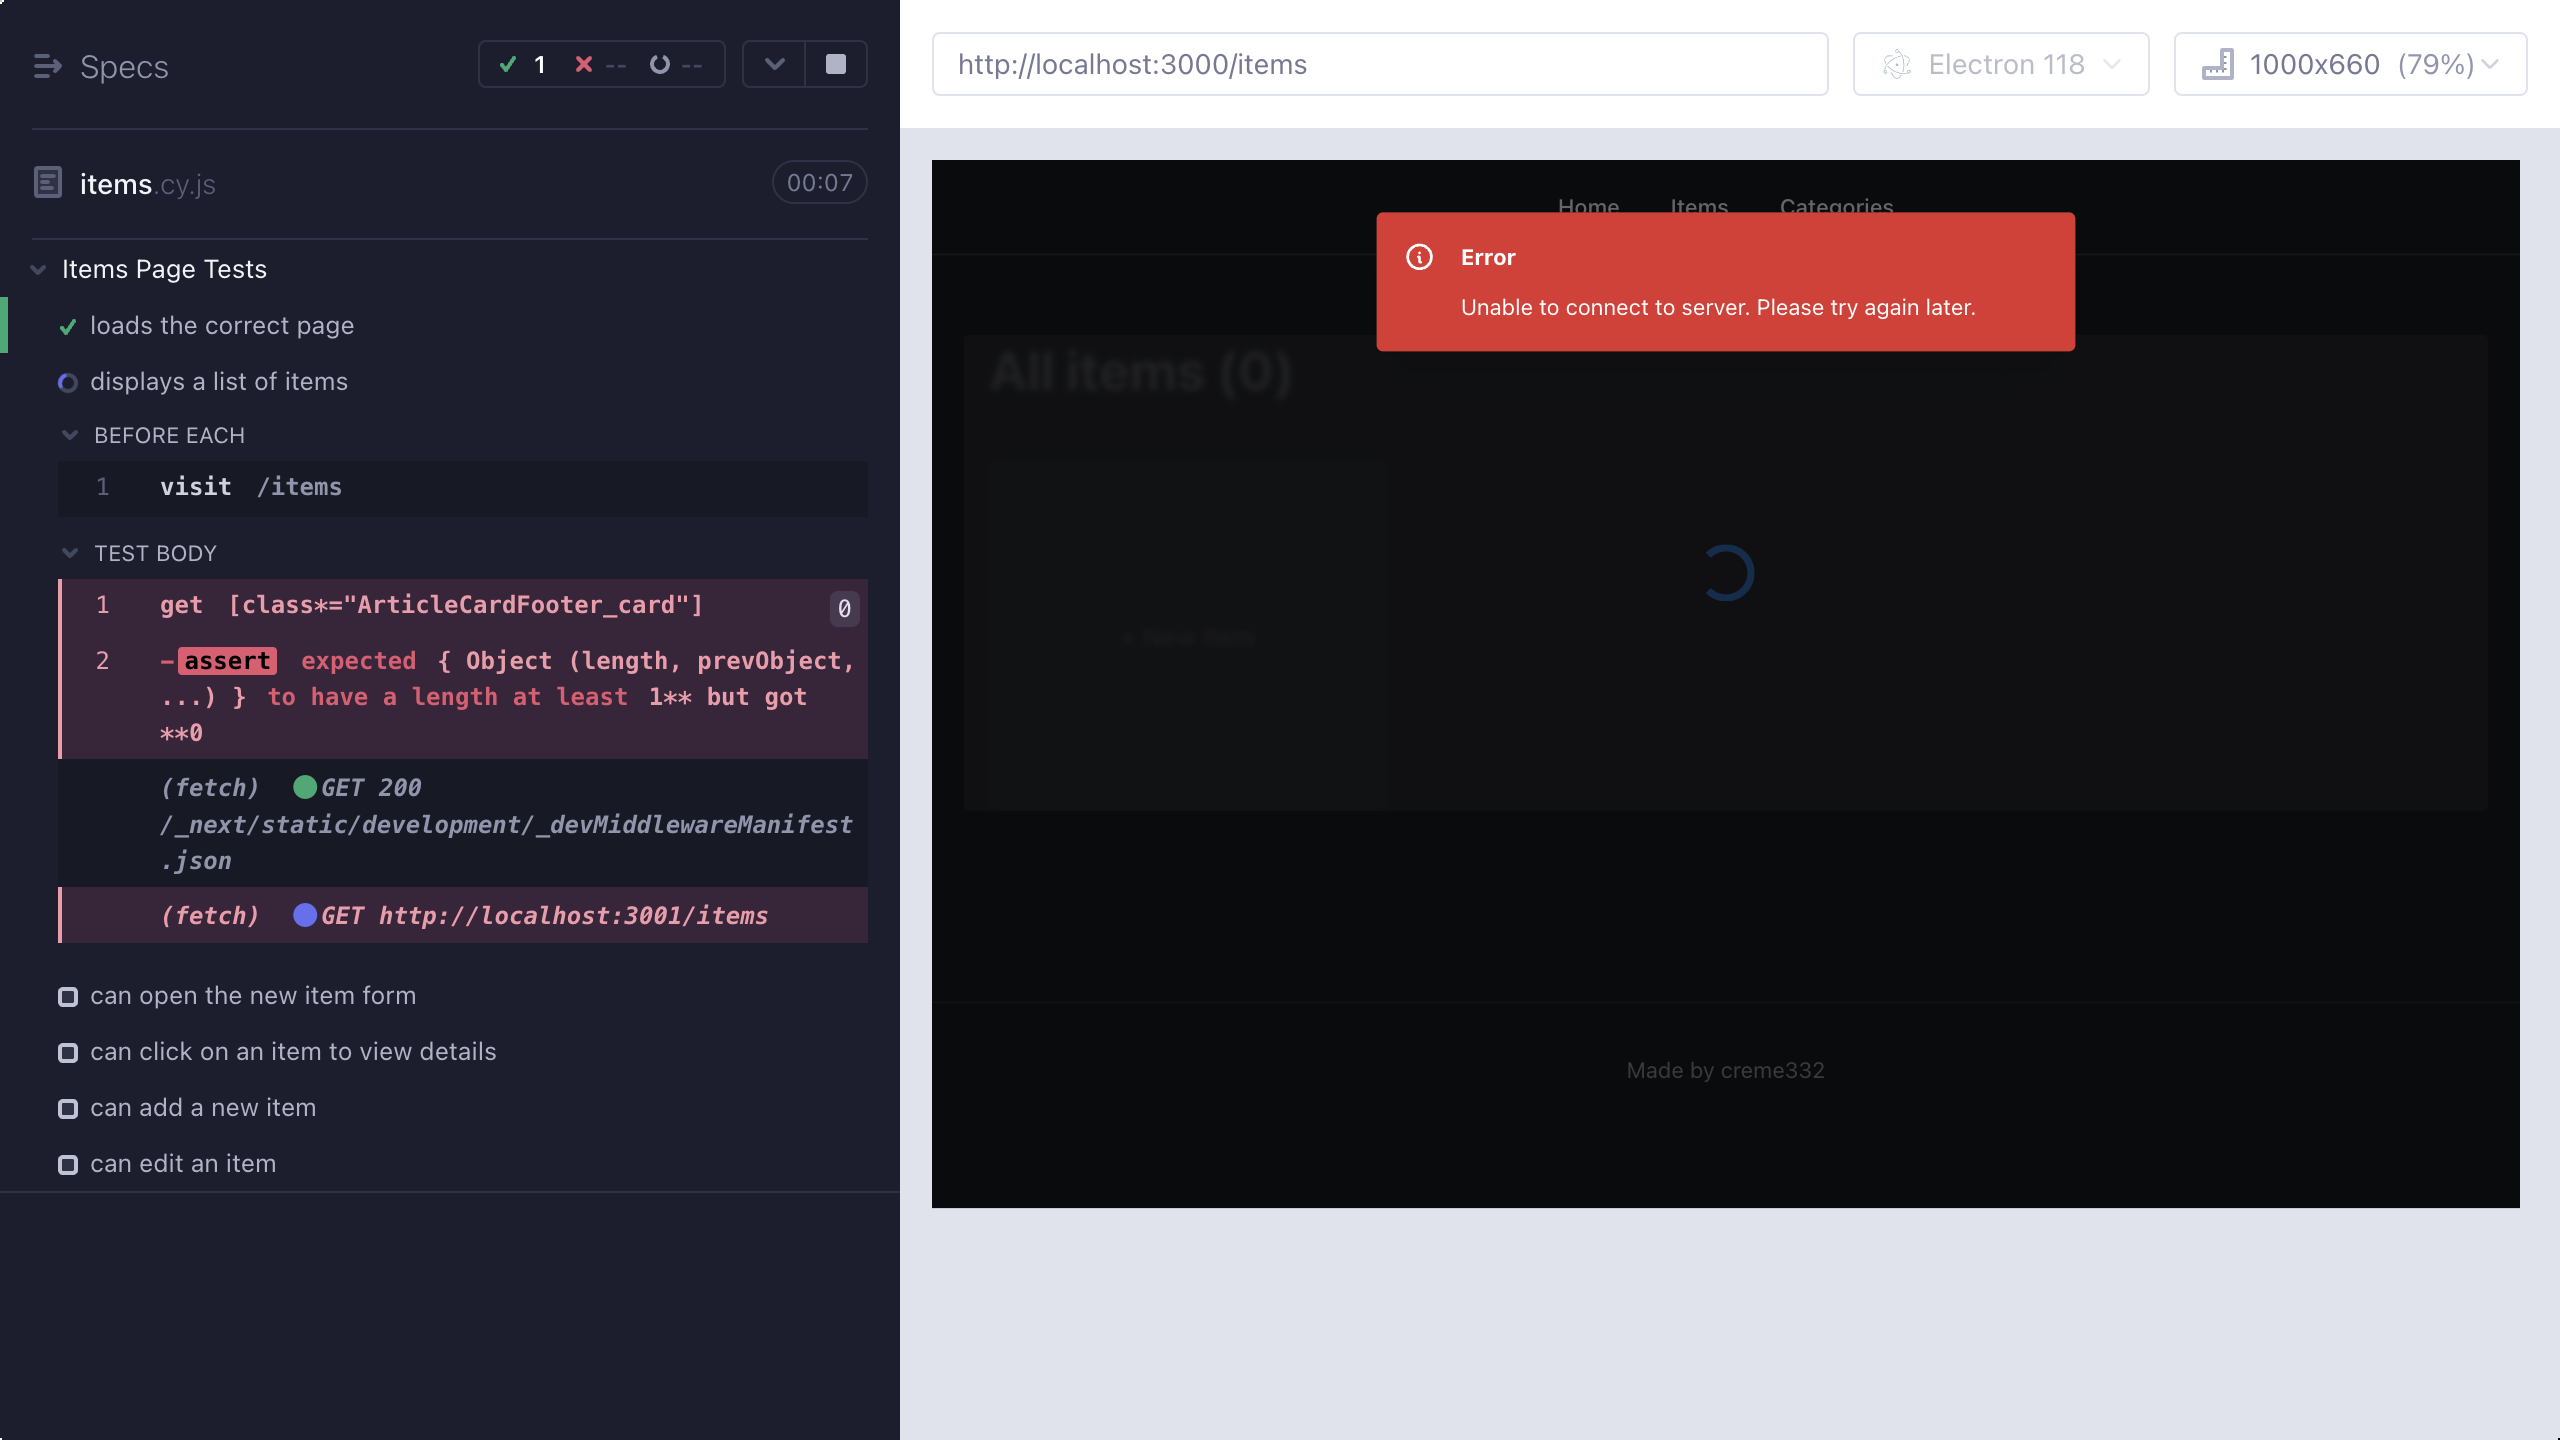 Specs
1 -- --
items.cy.js
00:07
Items Page Tests
loads the correct page
displays a list of items
BEFORE EACH
1 visit /items
TEST BODY
1 get [class*="ArticleCardFooter_card"] 0
2 -assert expected { Object (length, prevObject,
...) } to have a length at least 1** but got
**0
(fetch) GET 200
/_next/static/development/_devMiddlewareManifest
.json
(fetch) GET http://localhost:3001/items
can open the new item form
can click on an item to view details
can add a new item
can edit an item
http://localhost:3000/items
Electron 118
1000x660 (79%)
Home Items Categories
Error
Unable to connect to server. Please try again later.
All items (0)
+ New Item
Made by creme332